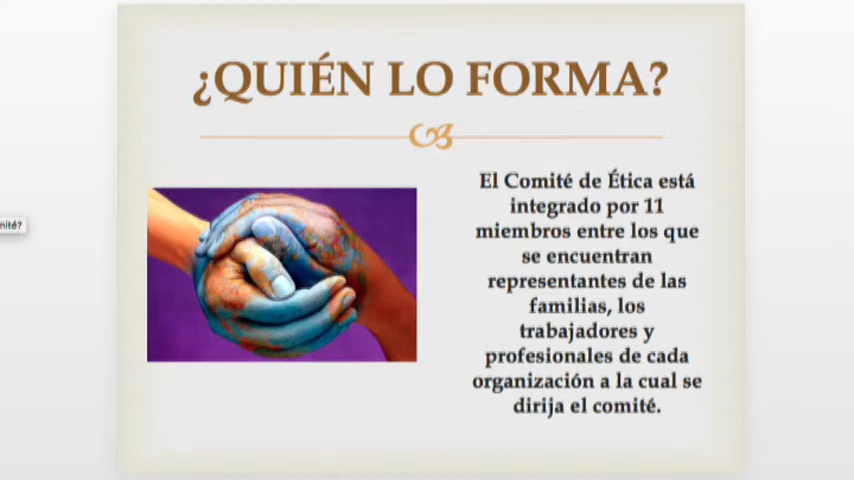 ¿QUIÉN LO FORMA?
El Comité de Ética está
integrado por 11
miembros entre los que
se encuentran
representantes de las
familias, los
trabajadores y
profesionales de cada
organización a la cual se
dirija el comité.
mité?